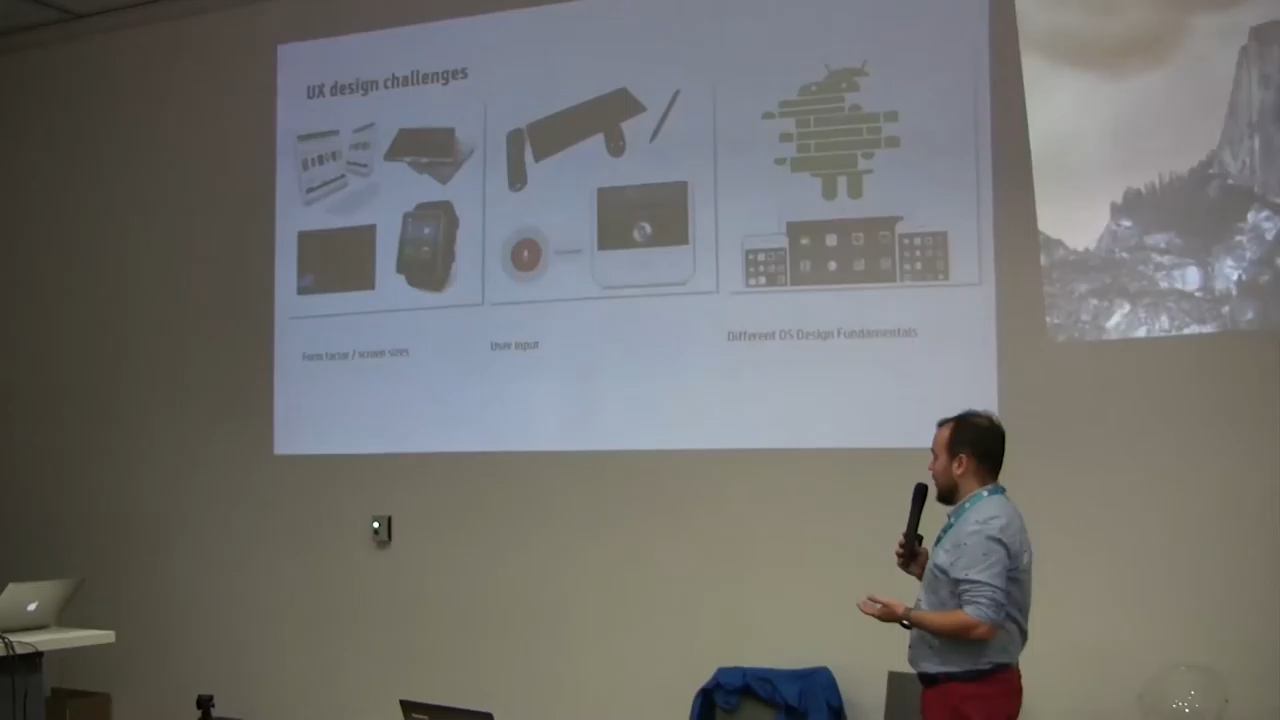 UX design challenges
Form factor / screen sizes
User input
Different OS Design Fundamentals